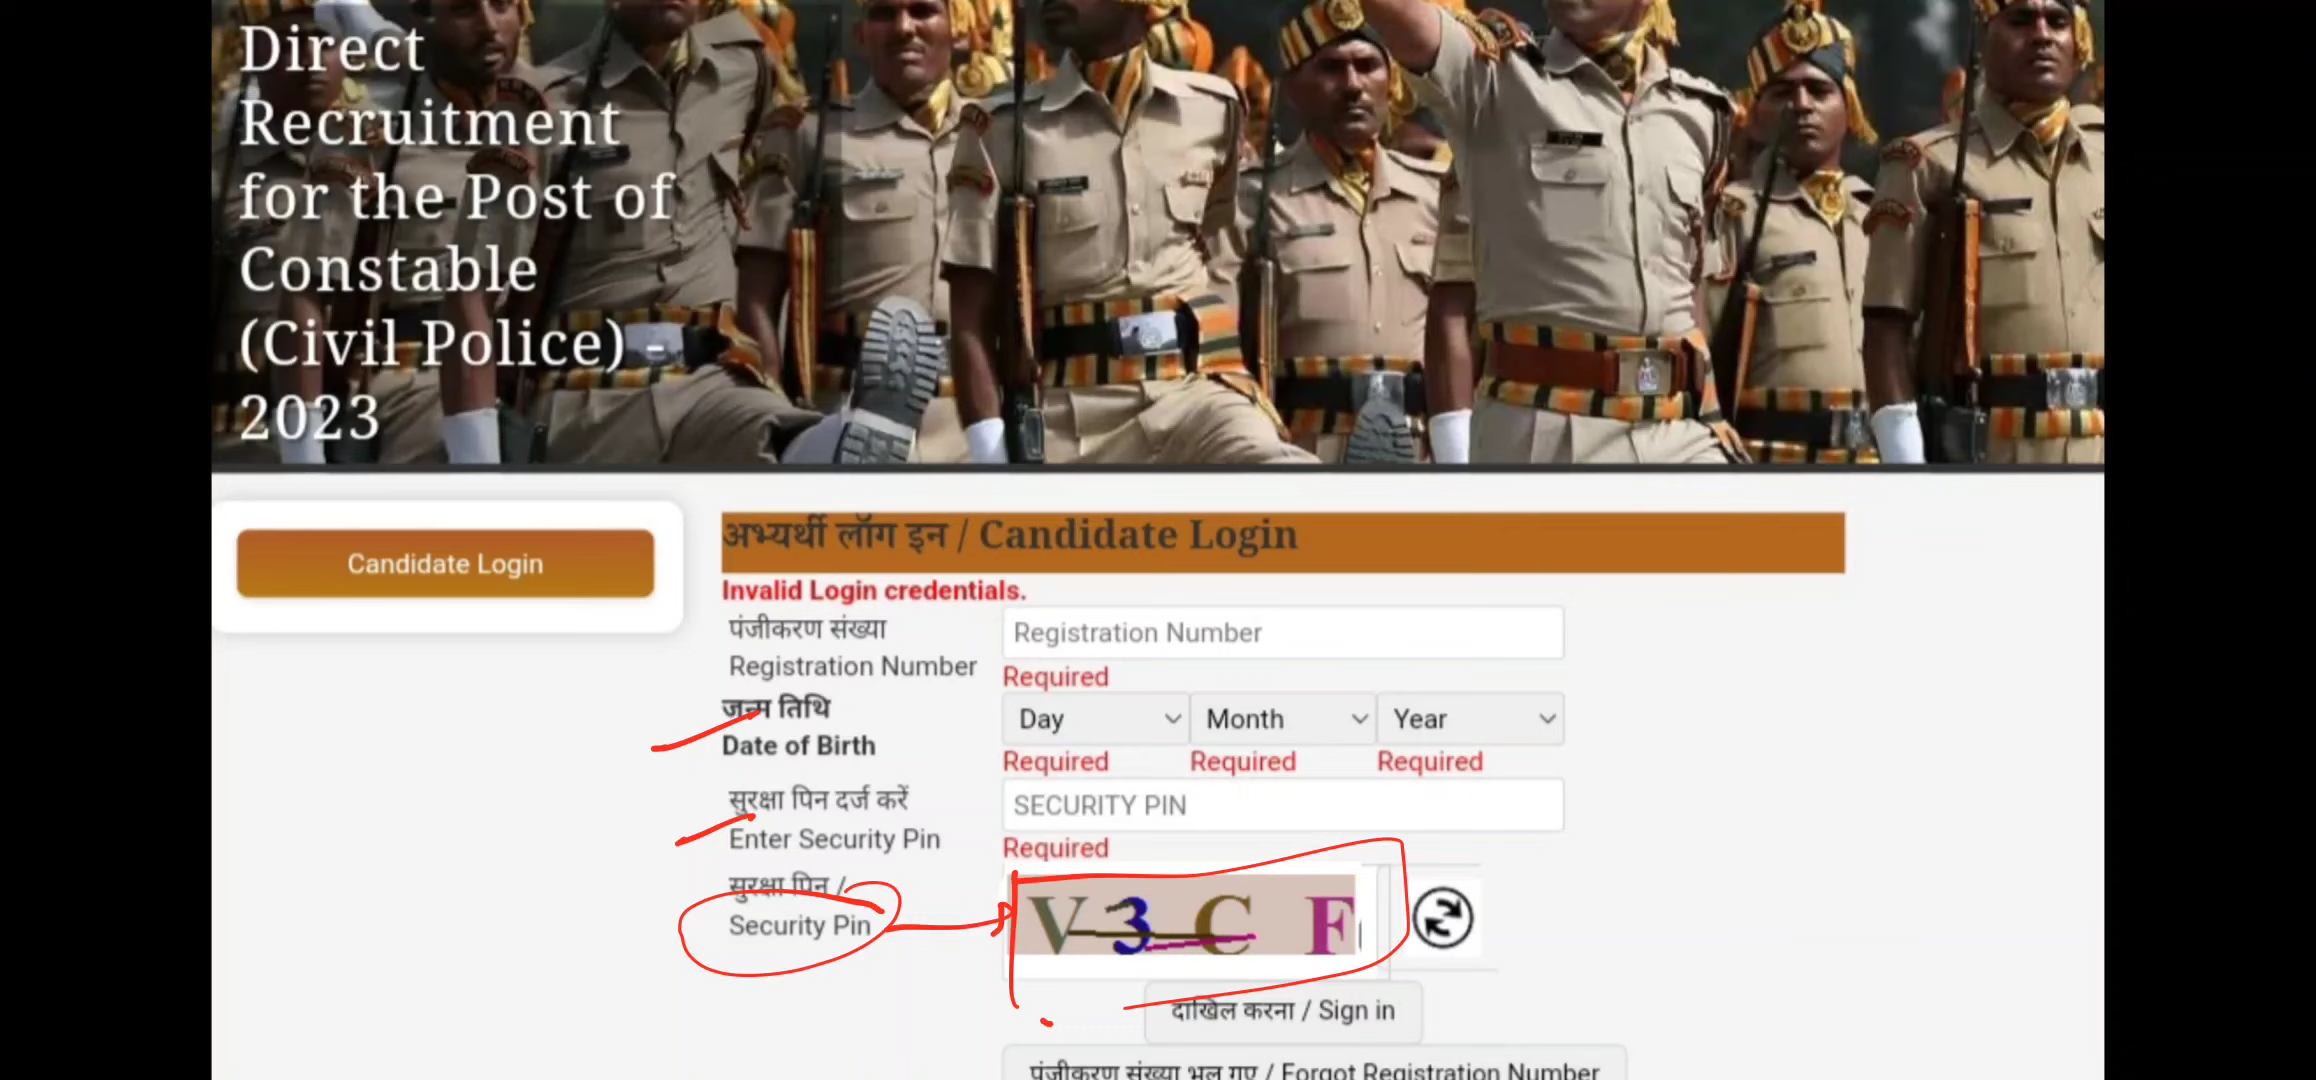 Direct
Recruitment
for the Post of
Constable
(Civil Police) -
2023
Candidate Login
अभ्यर्थी लॉग इन / Candidate Login
Invalid Login credentials.
पंजीकरण संख्या
Registration Number
Registration Number
Required
जन्म तिथि
Date of Birth
Day Month Year
Required Required Required
सुरक्षा पिन दर्ज करें
Enter Security Pin
SECURITY PIN
Required
सुरक्षा पिन /
Security Pin
V 3 C F
दाखिल करना / Sign in
पंजीकरण संख्या भूल गए / Forgot Registration Number